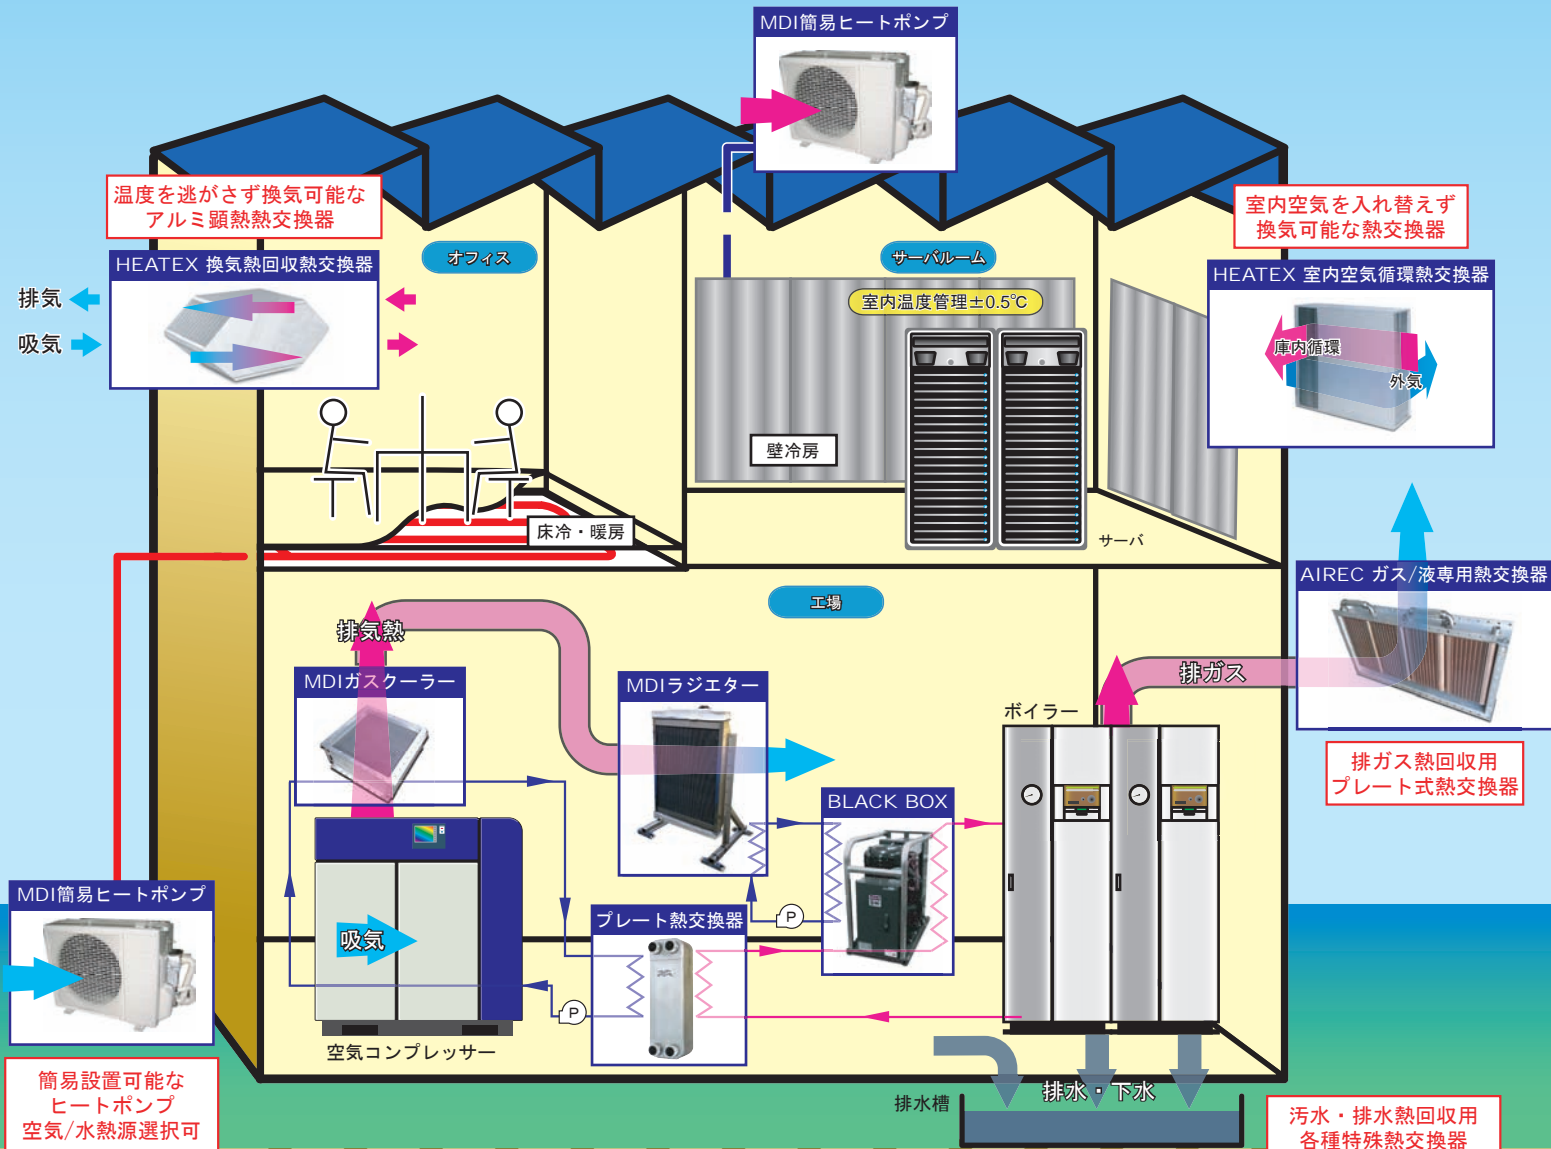 MDI簡易ヒートポンプ
温度を逃がさず換気可能な
アルミ顕熱熱交換器
室内空気を入れ替えず
換気可能な熱交換器
HEATEX 換気熱回収熱交換器
オフィス
サーバルーム
HEATEX 室内空気循環熱交換器
排気
吸気
室内温度管理±0.5℃
庫内循環
外気
壁冷房
床冷・暖房
サーバ
工場
AIREC ガス/液専用熱交換器
排気熱
排ガス
MDIガスクーラー
MDIラジエター
ボイラー
排ガス熱回収用
プレート式熱交換器
BLACK BOX
MDI簡易ヒートポンプ
吸気
プレート熱交換器
P
P
空気コンプレッサー
簡易設置可能な
ヒートポンプ
空気/水熱源選択可
排水・下水
排水槽
汚水・排水熱回収用
各種特殊熱交換器